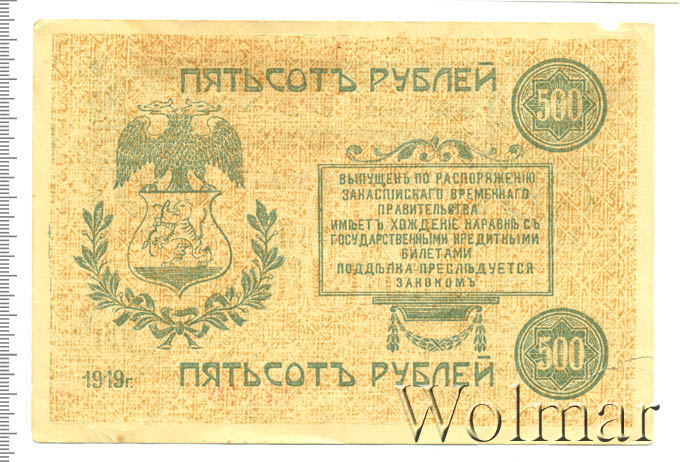 ПЯТЬСОТЪ РУБЛЕЙ
500
ВЫПУЩЕНЪ ПО РАСПОРЯЖЕНІЮ
ЗАКАСПІЙСКАГО ВРЕМЕННАГО
ПРАВИТЕЛЬСТВА
ИМѢЕТЪ ХОЖДЕНІЕ НАРАВНѢ СЪ
ГОСУДАРСТВЕННЫМИ КРЕДИТНЫМИ
БИЛЕТАМИ
ПОДДѢЛКА ПРЕСЛѢДУЕТСЯ
ЗАКОНОМЪ
500
1919г.
ПЯТЬСОТЪ РУБЛЕЙ
Wolmar